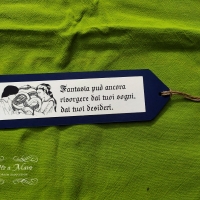 Fantasia può ancora
risorgere dai tuoi sogni,
dai tuoi desideri.